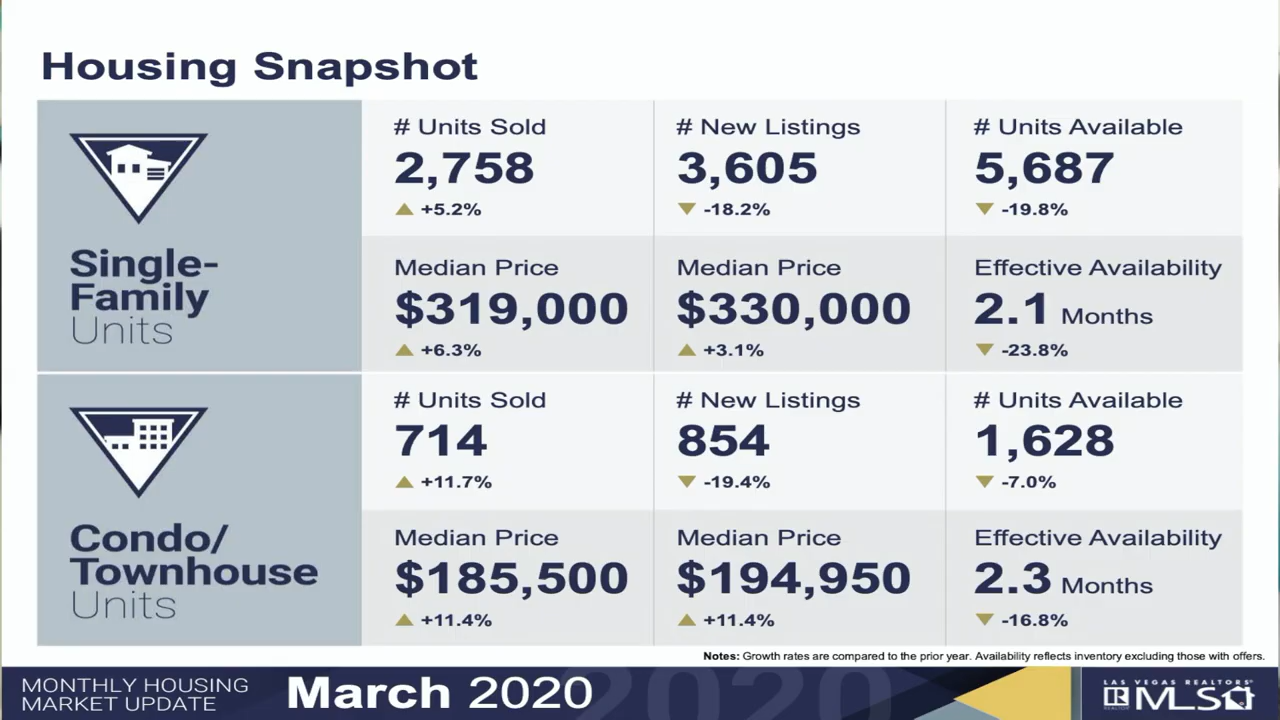 Housing Snapshot
Single-
Family
Units
# Units Sold
2,758
+5.2%
# New Listings
3,605
-18.2%
# Units Available
5,687
-19.8%
Median Price
$319,000
+6.3%
Median Price
$330,000
+3.1%
Effective Availability
2.1 Months
-23.8%
Condo/
Townhouse
Units
# Units Sold
714
+11.7%
# New Listings
854
-19.4%
# Units Available
1,628
-7.0%
Median Price
$185,500
+11.4%
Median Price
$194,950
+11.4%
Effective Availability
2.3 Months
-16.8%
Notes: Growth rates are compared to the prior year. Availability reflects inventory excluding those with offers.
MONTHLY HOUSING
MARKET UPDATE
March 2020
2020
LAS VEGAS REALTORS®
R MLS
REALTOR